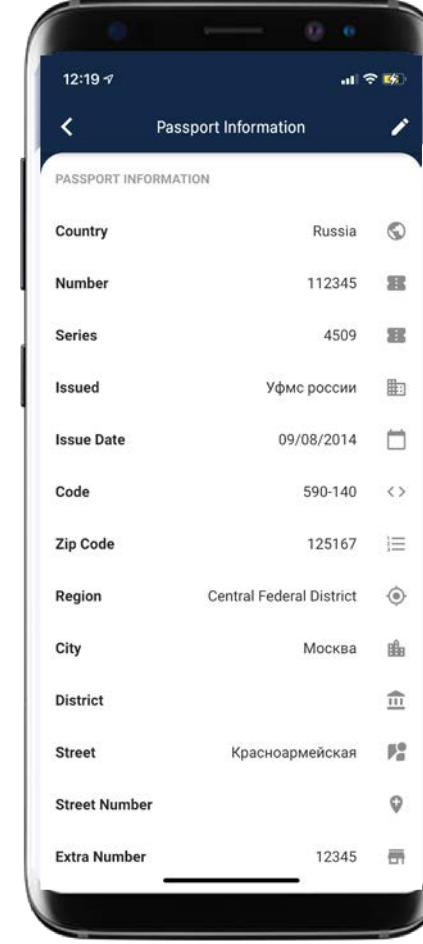 12:19
Passport Information
PASSPORT INFORMATION
Country Russia
Number 112345
Series 4509
Issued Уфмс россии
Issue Date 09/08/2014
Code 590-140
Zip Code 125167
Region Central Federal District
City Москва
District
Street Красноармейская
Street Number
Extra Number 12345